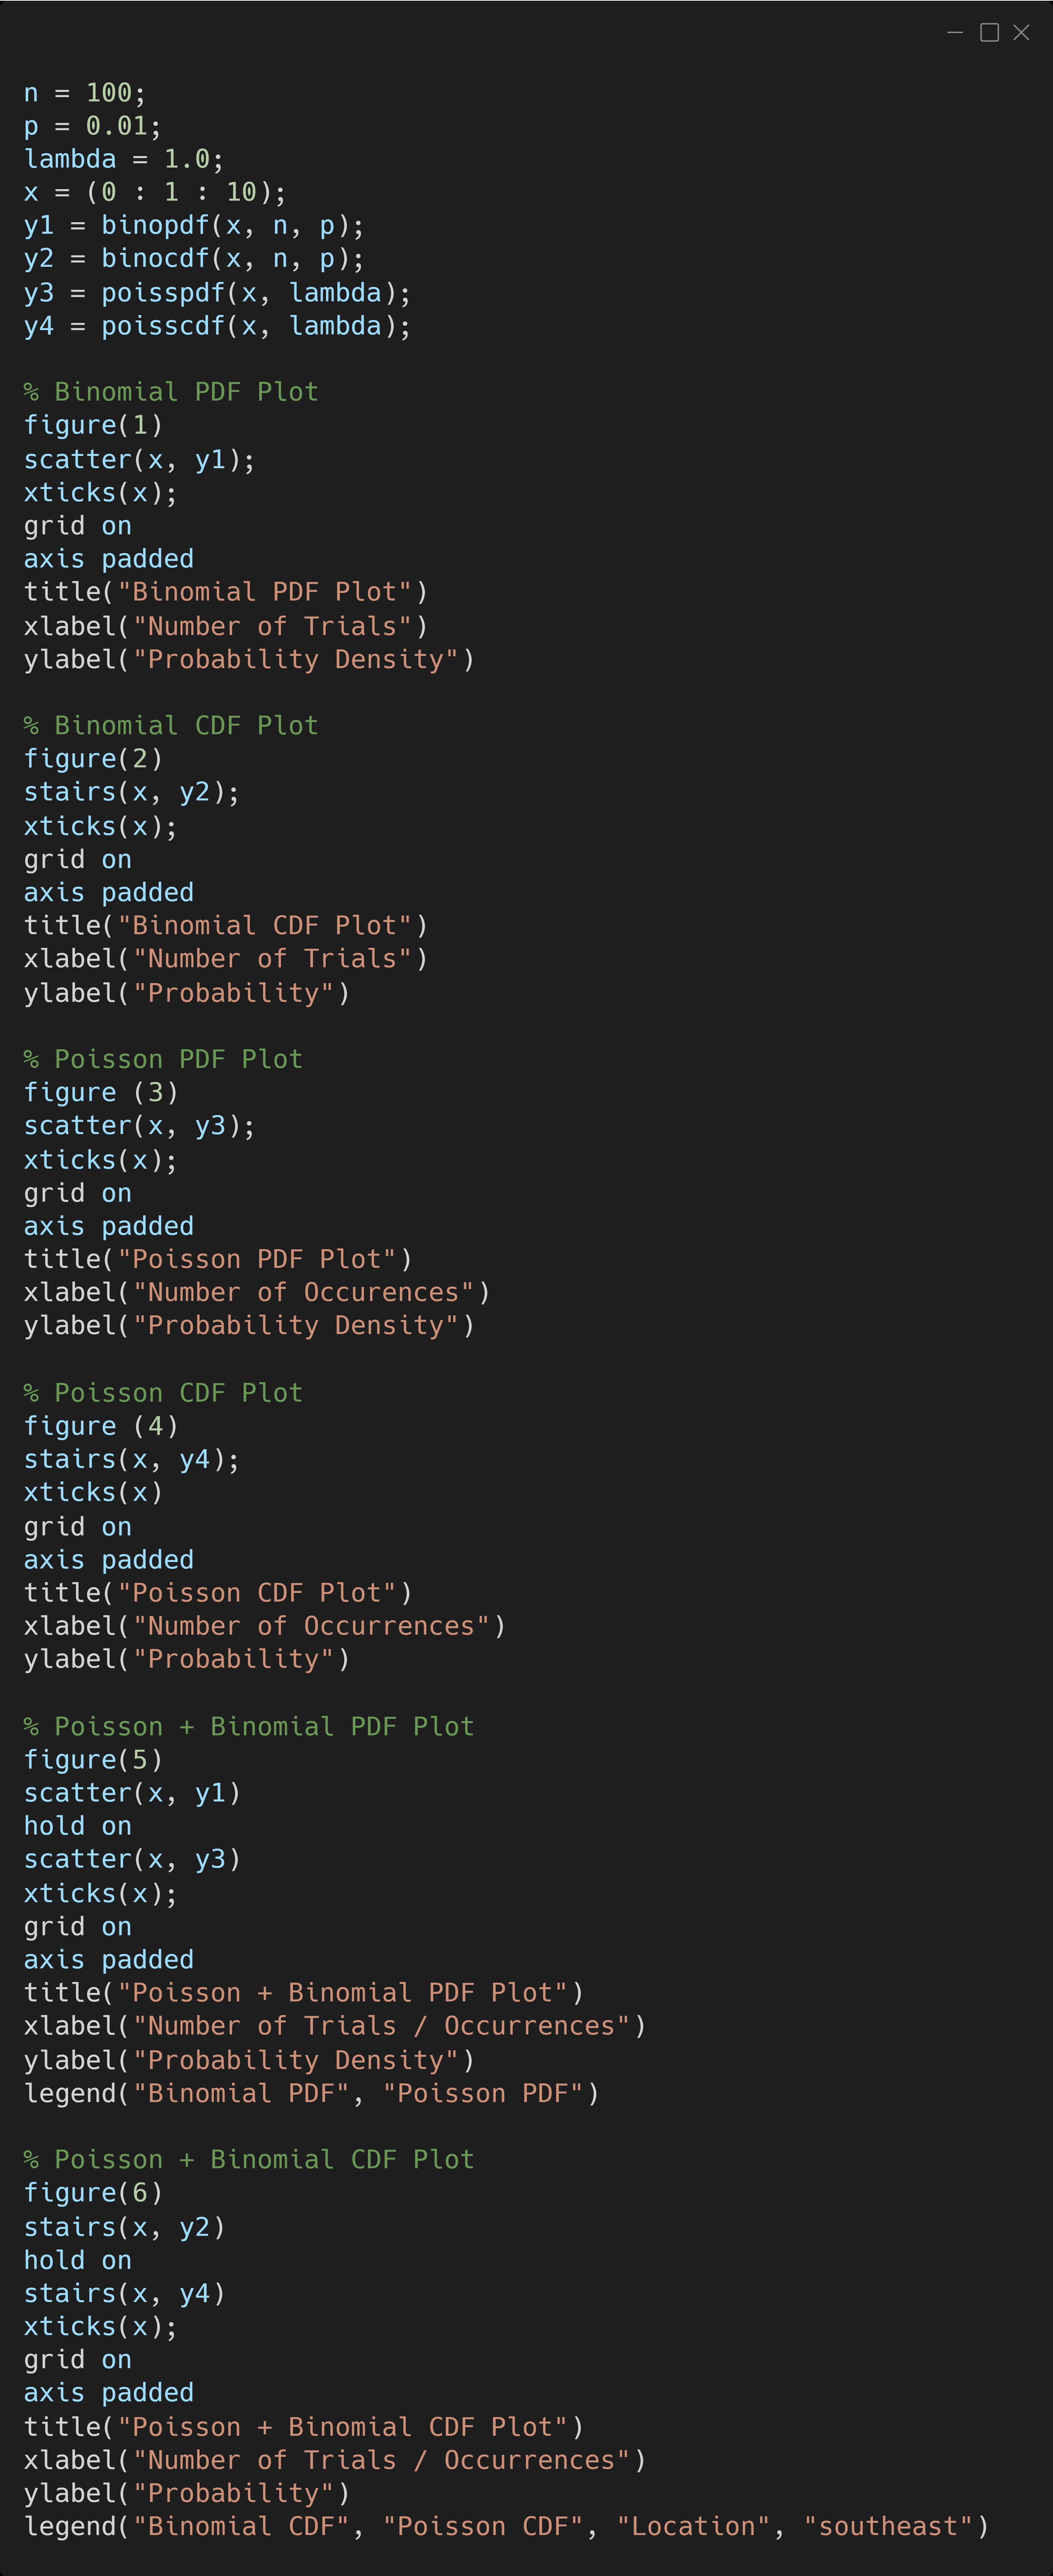 n = 100;
p = 0.01;
lambda = 1.0;
x = (0 : 1 : 10);
y1 = binopdf(x, n, p);
y2 = binocdf(x, n, p);
y3 = poisspdf(x, lambda);
y4 = poisscdf(x, lambda);

% Binomial PDF Plot
figure(1)
scatter(x, y1);
xticks(x);
grid on
axis padded
title("Binomial PDF Plot")
xlabel("Number of Trials")
ylabel("Probability Density")

% Binomial CDF Plot
figure(2)
stairs(x, y2);
xticks(x);
grid on
axis padded
title("Binomial CDF Plot")
xlabel("Number of Trials")
ylabel("Probability")

% Poisson PDF Plot
figure (3)
scatter(x, y3);
xticks(x);
grid on
axis padded
title("Poisson PDF Plot")
xlabel("Number of Occurences")
ylabel("Probability Density")

% Poisson CDF Plot
figure (4)
stairs(x, y4);
xticks(x)
grid on
axis padded
title("Poisson CDF Plot")
xlabel("Number of Occurrences")
ylabel("Probability")

% Poisson + Binomial PDF Plot
figure(5)
scatter(x, y1)
hold on
scatter(x, y3)
xticks(x);
grid on
axis padded
title("Poisson + Binomial PDF Plot")
xlabel("Number of Trials / Occurrences")
ylabel("Probability Density")
legend("Binomial PDF", "Poisson PDF")

% Poisson + Binomial CDF Plot
figure(6)
stairs(x, y2)
hold on
stairs(x, y4)
xticks(x);
grid on
axis padded
title("Poisson + Binomial CDF Plot")
xlabel("Number of Trials / Occurrences")
ylabel("Probability")
legend("Binomial CDF", "Poisson CDF", "Location", "southeast")